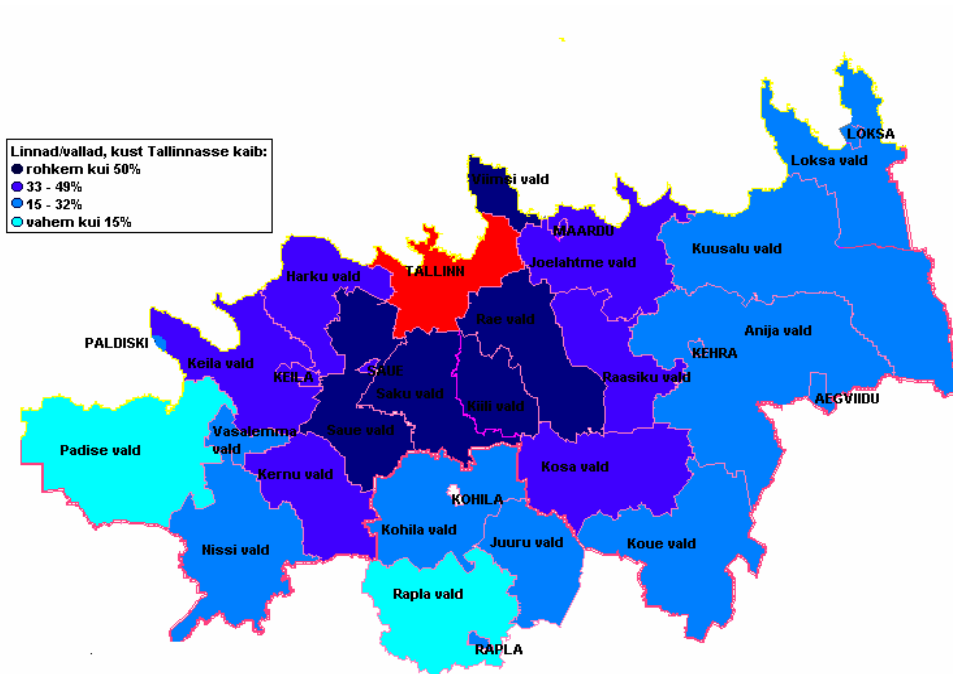 LOKSA
Linnad/vallad, kust Tallinnasse kaib:
rohkem kui 50%
33 - 49%
15 - 32%
vahem kui 15%
Loksa vald
Viimsi vald
MAARDU
Kuusalu vald
Joelahtme vald
TALLINN
Harku vald
Rae vald
Anija vald
PALDISKI
KEHRA
Keila vald
KEILA
SAUE
Raasiku vald
Saku vald
AEGVIIDU
Kiili vald
Vasalemma
vald
Saue vald
Padise vald
Kernu vald
Kosa vald
KOHILA
Kohila vald
Juuru vald
Koue vald
Nissi vald
Rapla vald
RAPLA